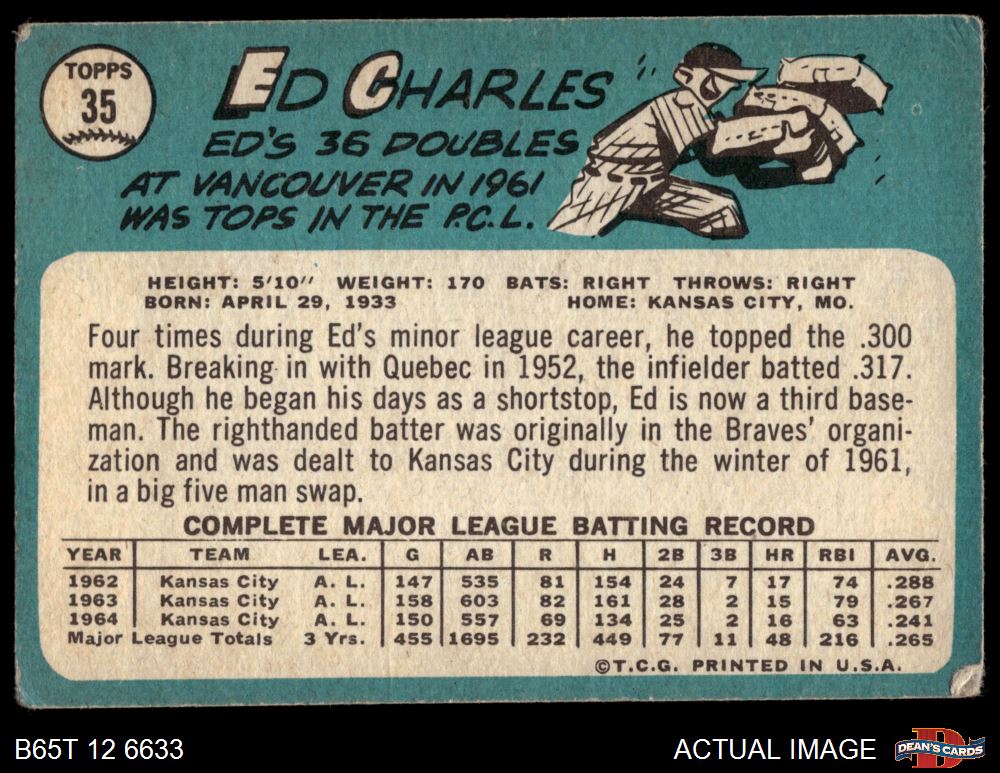 TOPPS
35
ED CHARLES
ED'S 36 DOUBLES
AT VANCOUVER IN 1961
WAS TOPS IN THE P.C.L.
HEIGHT: 5'10" WEIGHT: 170 BATS: RIGHT THROWS: RIGHT
BORN: APRIL 29, 1933 HOME: KANSAS CITY, MO.
Four times during Ed's minor league career, he topped the .300
mark. Breaking in with Quebec in 1952, the infielder batted .317.
Although he began his days as a shortstop, Ed is now a third base-
man. The righthanded batter was originally in the Braves' organi-
zation and was dealt to Kansas City during the winter of 1961,
in a big five man swap.
COMPLETE MAJOR LEAGUE BATTING RECORD
YEAR TEAM LEA. G AB R H 2B 3B HR RBI AVG.
1962 Kansas City A. L. 147 535 81 154 24 7 17 74 .288
1963 Kansas City A. L. 158 603 82 161 28 2 15 79 .267
1964 Kansas City A. L. 150 557 69 134 25 2 16 63 .241
Major League Totals 3 Yrs. 455 1695 232 449 77 11 48 216 .265
©T.C.G. PRINTED IN U.S.A.
B65T 12 6633
ACTUAL IMAGE
D
DEAN'S CARDS